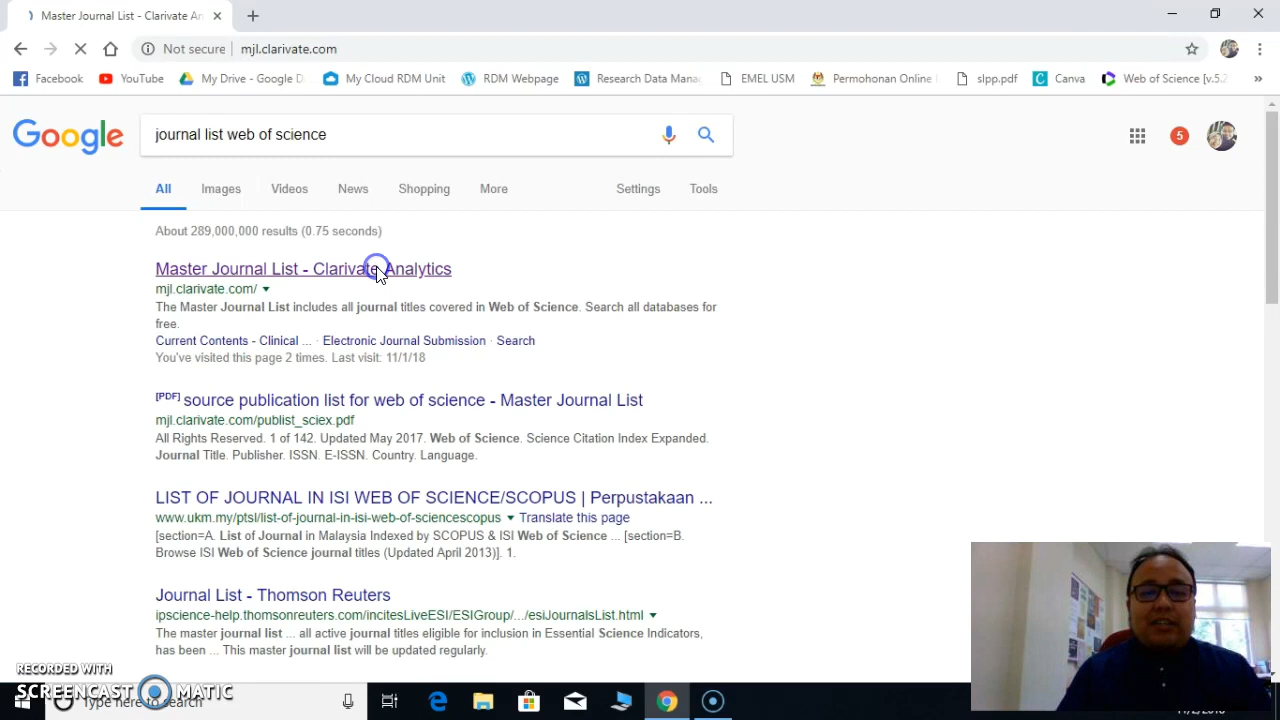 Master Journal List - Clarivate An
Not secure mjl.clarivate.com
Facebook YouTube My Drive - Google D My Cloud RDM Unit RDM Webpage Research Data Mana EMEL USM Permohonan Online slpp.pdf Canva Web of Science [v.5.2 »
Google journal list web of science 5
All Images Videos News Shopping More Settings Tools
About 289,000,000 results (0.75 seconds)
Master Journal List - Clarivate Analytics
mjl.clarivate.com/
The Master Journal List includes all journal titles covered in Web of Science. Search all databases for
free.
Current Contents - Clinical ... · Electronic Journal Submission · Search
You've visited this page 2 times. Last visit: 11/1/18
[PDF] source publication list for web of science - Master Journal List
mjl.clarivate.com/publist_sciex.pdf
All Rights Reserved. 1 of 142. Updated May 2017. Web of Science. Science Citation Index Expanded.
Journal Title. Publisher. ISSN. E-ISSN. Country. Language.
LIST OF JOURNAL IN ISI WEB OF SCIENCE/SCOPUS | Perpustakaan ...
www.ukm.my/ptsl/list-of-journal-in-isi-web-of-sciencescopus Translate this page
[section=A. List of Journal in Malaysia Indexed by SCOPUS & ISI Web of Science ... [section=B.
Browse ISI Web of Science journal titles (Updated April 2013)]. 1.
Journal List - Thomson Reuters
ipscience-help.thomsonreuters.com/incitesLiveESI/ESIGroup/.../esiJournalsList.html
The master journal list ... all active journal titles eligible for inclusion in Essential Science Indicators,
has been ... This master journal list will be updated regularly.
RECORDED WITH
SCREENCAST MATIC
Type here to search